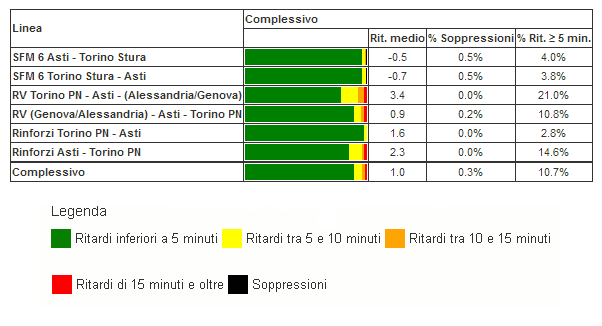 Linea Complessivo
Rit. medio % Soppressioni % Rit. ≥ 5 min.
SFM 6 Asti - Torino Stura -0.5 0.5% 4.0%
SFM 6 Torino Stura - Asti -0.7 0.5% 3.8%
RV Torino PN - Asti - (Alessandria/Genova) 3.4 0.0% 21.0%
RV (Genova/Alessandria) - Asti - Torino PN 0.9 0.2% 10.8%
Rinforzi Torino PN - Asti 1.6 0.0% 2.8%
Rinforzi Asti - Torino PN 2.3 0.0% 14.6%
Complessivo 1.0 0.3% 10.7%
Legenda
Ritardi inferiori a 5 minuti Ritardi tra 5 e 10 minuti Ritardi tra 10 e 15 minuti
Ritardi di 15 minuti e oltre Soppressioni